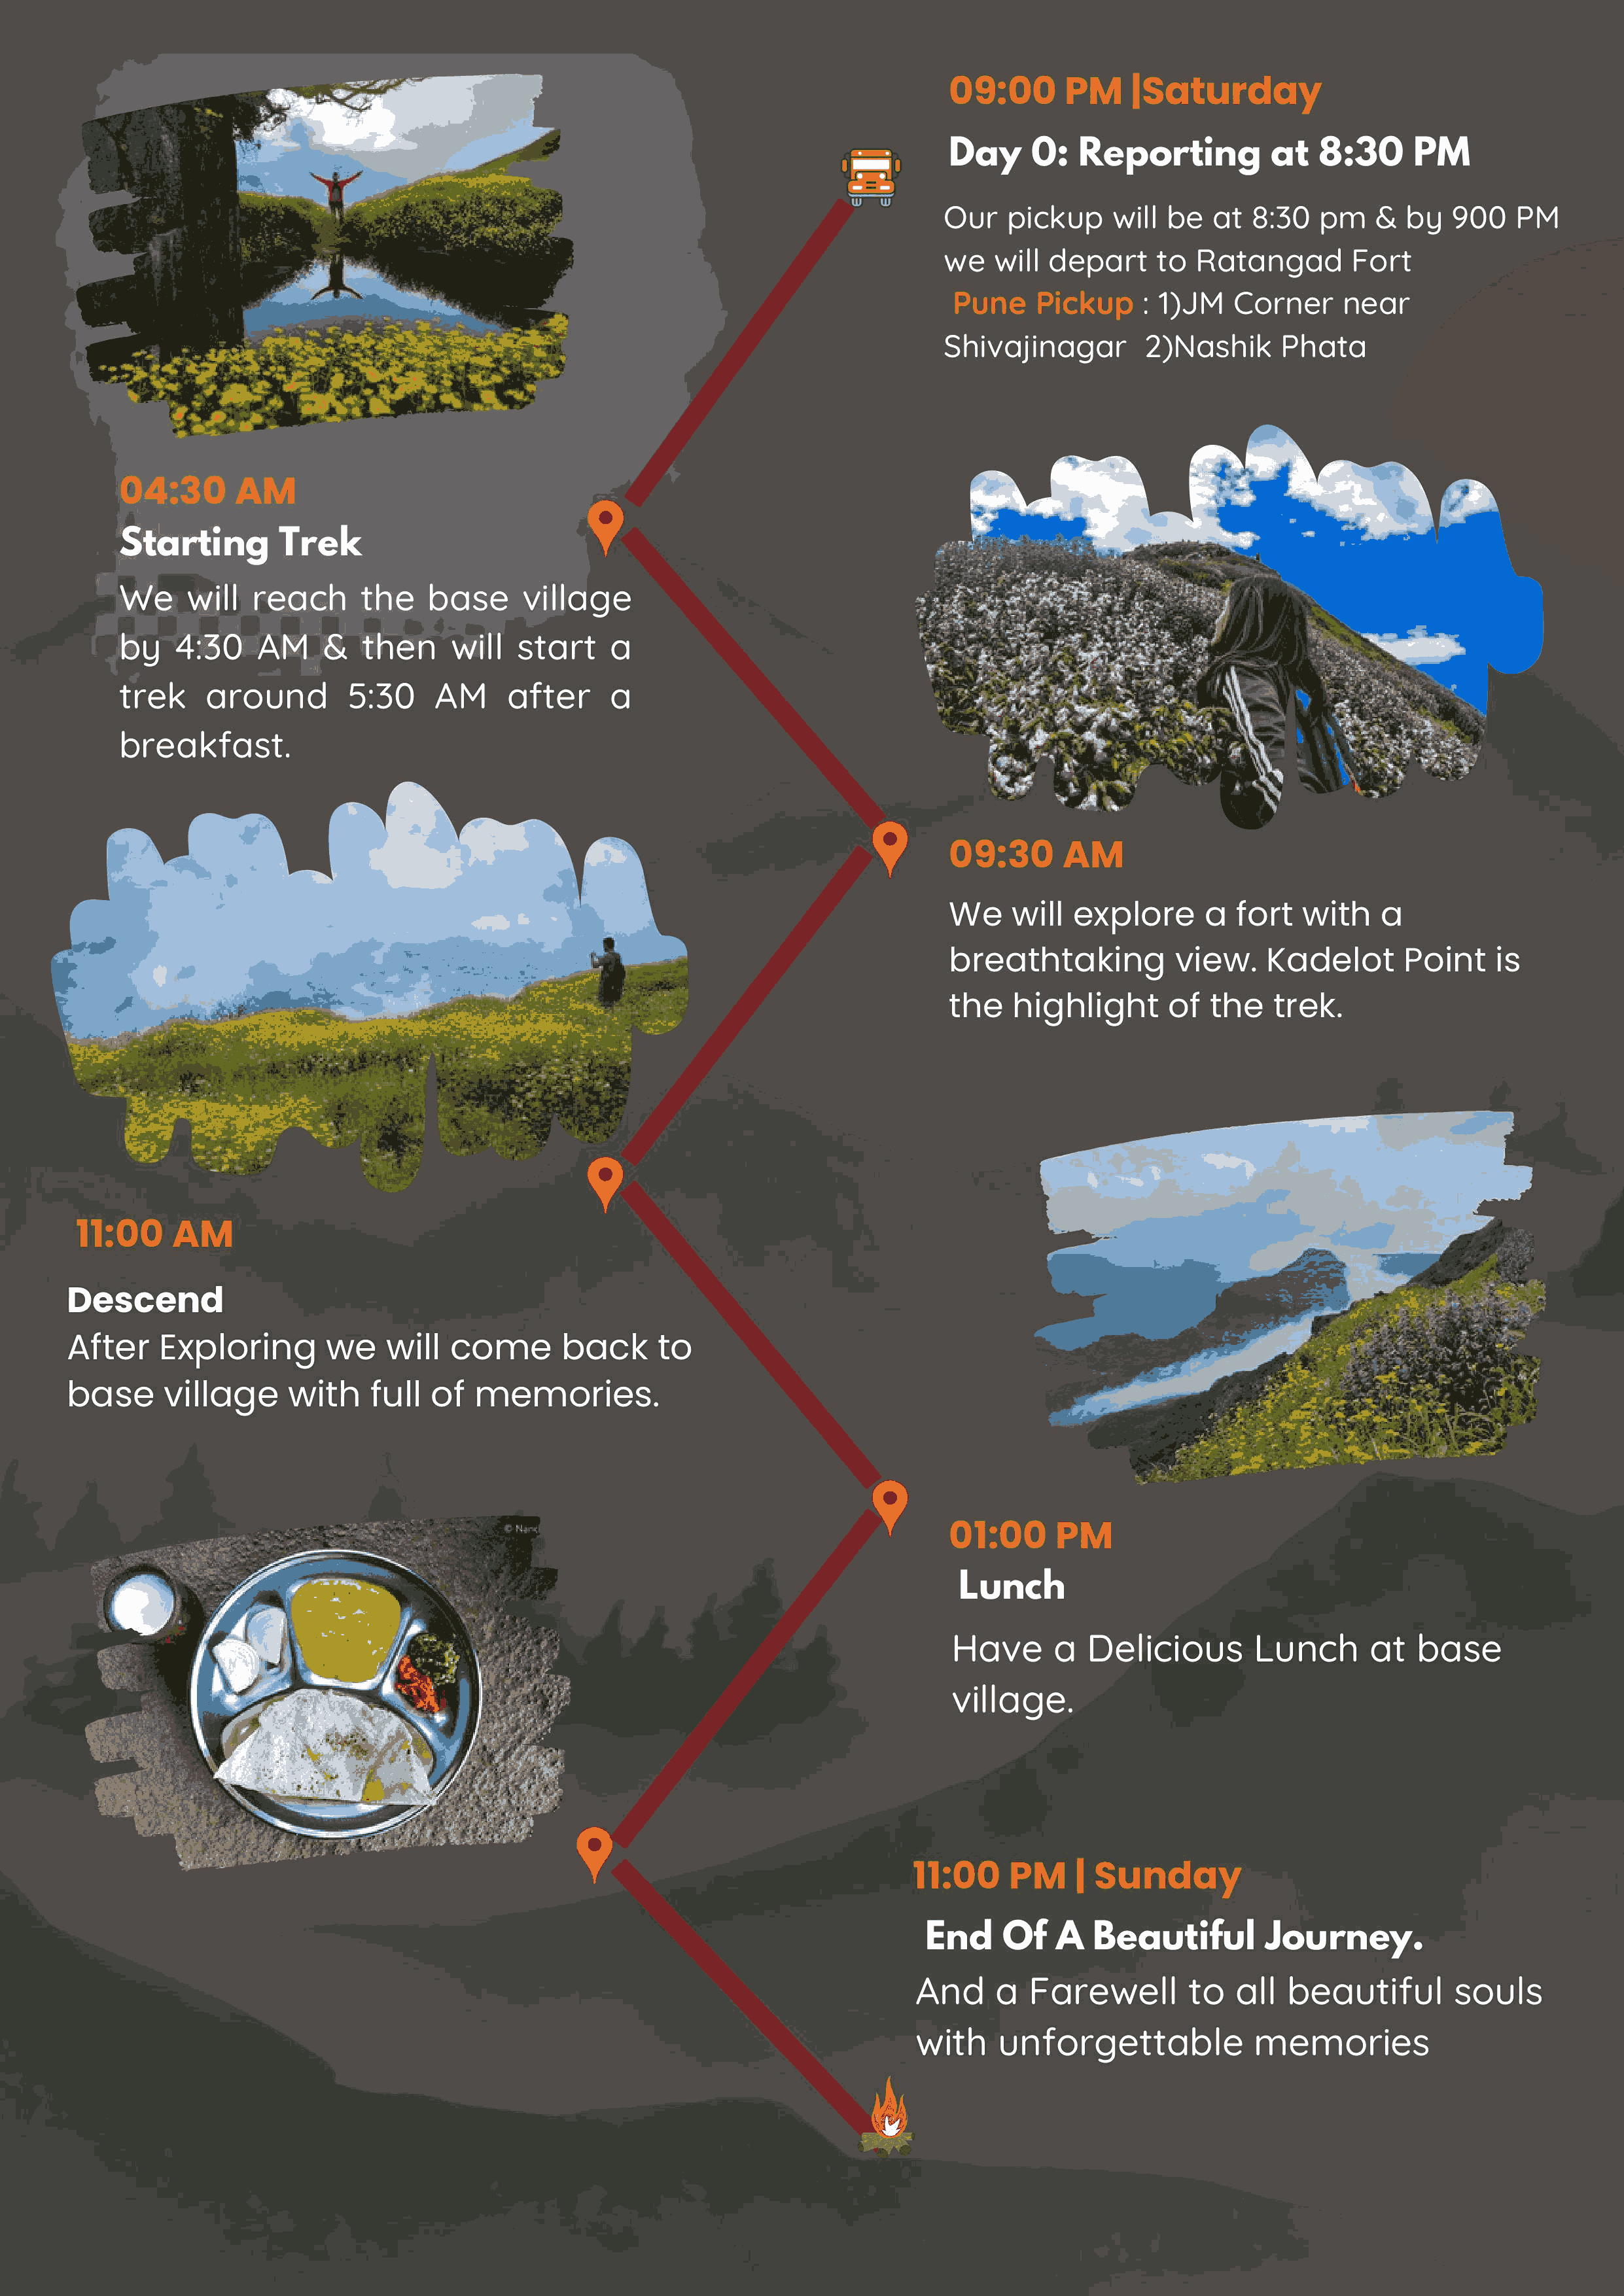 09:00 PM |Saturday
Day 0: Reporting at 8:30 PM
Our pickup will be at 8:30 pm & by 900 PM
we will depart to Ratangad Fort
Pune Pickup : 1)JM Corner near
Shivajinagar 2)Nashik Phata
04:30 AM
Starting Trek
We will reach the base village
by 4:30 AM & then will start a
trek around 5:30 AM after a
breakfast.
09:30 AM
We will explore a fort with a
breathtaking view. Kadelot Point is
the highlight of the trek.
11:00 AM
Descend
After Exploring we will come back to
base village with full of memories.
01:00 PM
Lunch
Have a Delicious Lunch at base
village.
11:00 PM | Sunday
End Of A Beautiful Journey.
And a Farewell to all beautiful souls
with unforgettable memories